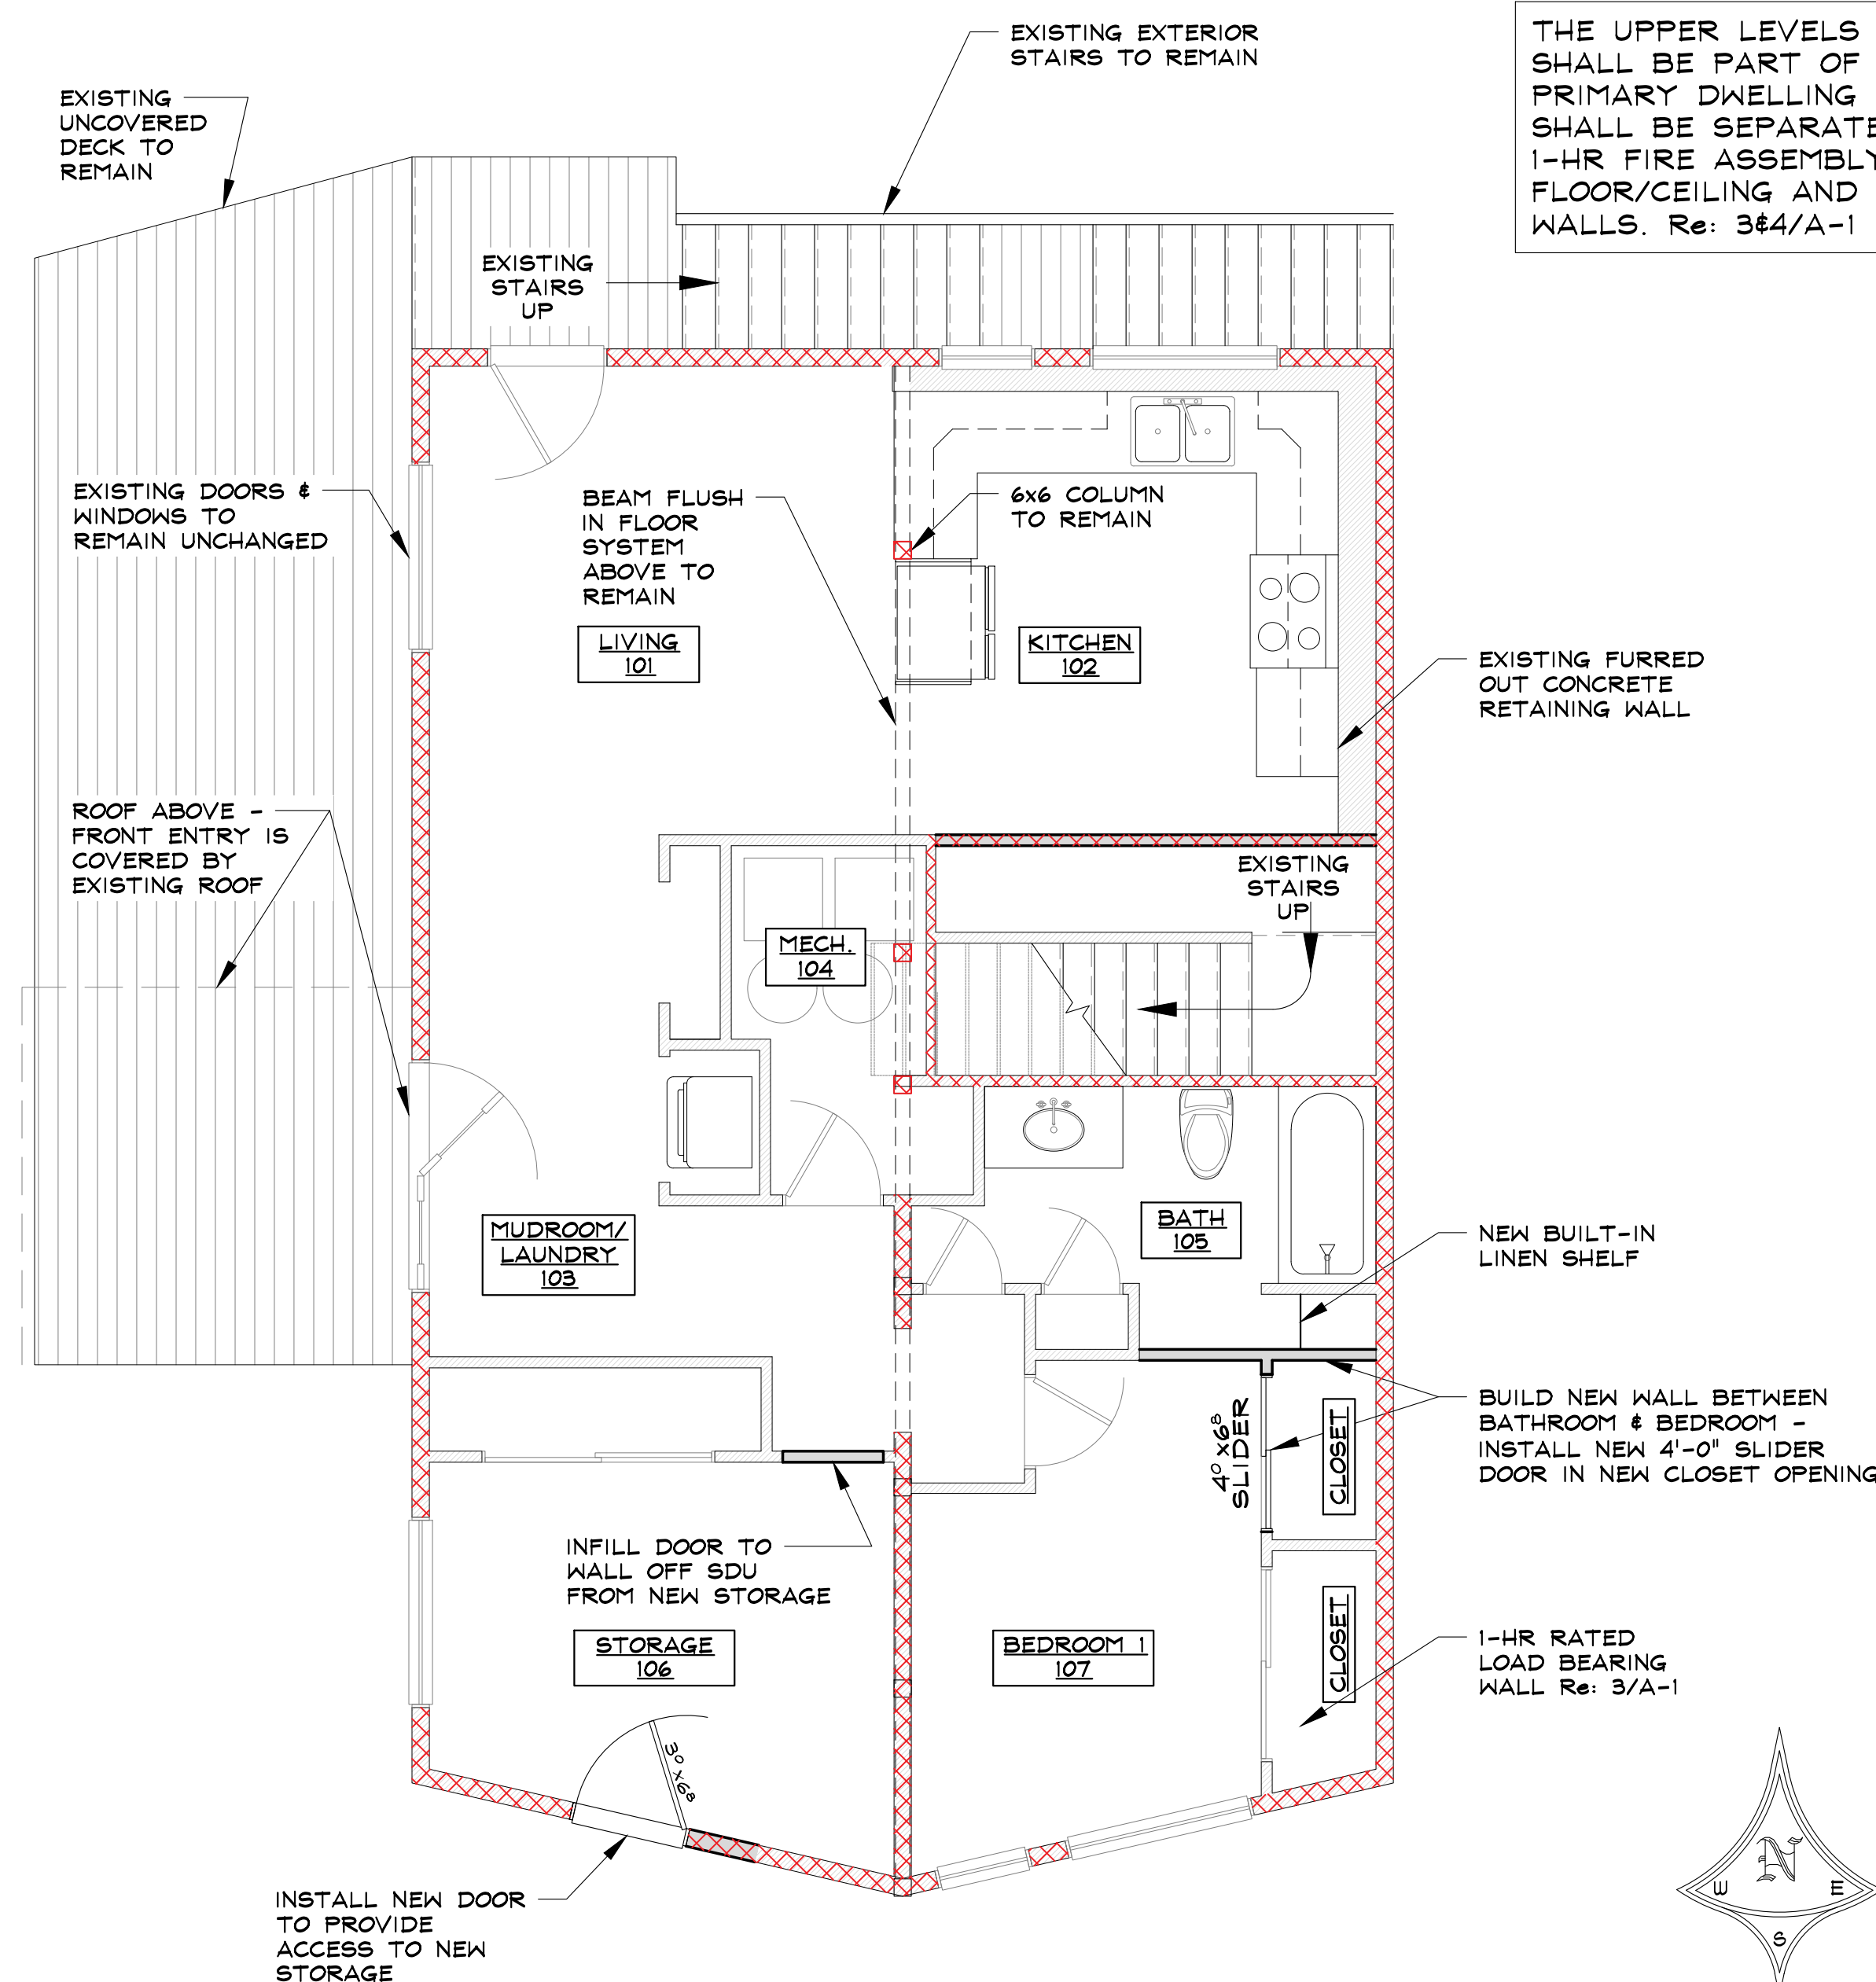 EXISTING EXTERIOR
STAIRS TO REMAIN
THE UPPER LEVELS
SHALL BE PART OF
PRIMARY DWELLING
SHALL BE SEPARATE
1-HR FIRE ASSEMBLY
FLOOR/CEILING AND
WALLS. Re: 3&4/A-1
EXISTING
UNCOVERED
DECK TO
REMAIN
EXISTING
STAIRS
UP
EXISTING DOORS &
WINDOWS TO
REMAIN UNCHANGED
BEAM FLUSH
IN FLOOR
SYSTEM
ABOVE TO
REMAIN
6x6 COLUMN
TO REMAIN
LIVING
101
KITCHEN
102
EXISTING FURRED
OUT CONCRETE
RETAINING WALL
ROOF ABOVE -
FRONT ENTRY IS
COVERED BY
EXISTING ROOF
EXISTING
STAIRS
UP
MECH.
104
MUDROOM/
LAUNDRY
103
BATH
105
NEW BUILT-IN
LINEN SHELF
4⁰x6⁸
SLIDER
CLOSET
BUILD NEW WALL BETWEEN
BATHROOM & BEDROOM -
INSTALL NEW 4'-0" SLIDER
DOOR IN NEW CLOSET OPENING
INFILL DOOR TO
WALL OFF SDU
FROM NEW STORAGE
STORAGE
106
BEDROOM 1
107
CLOSET
1-HR RATED
LOAD BEARING
WALL Re: 3/A-1
3⁰x6⁸
INSTALL NEW DOOR
TO PROVIDE
ACCESS TO NEW
STORAGE
N
W E
S